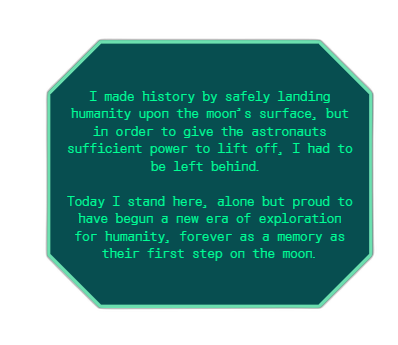 I made history by safely landing
humanity upon the moon's surface, but
in order to give the astronauts
sufficient power to lift off, I had to
be left behind.
Today I stand here, alone but proud to
have begun a new era of exploration
for humanity, forever as a memory as
their first step on the moon.